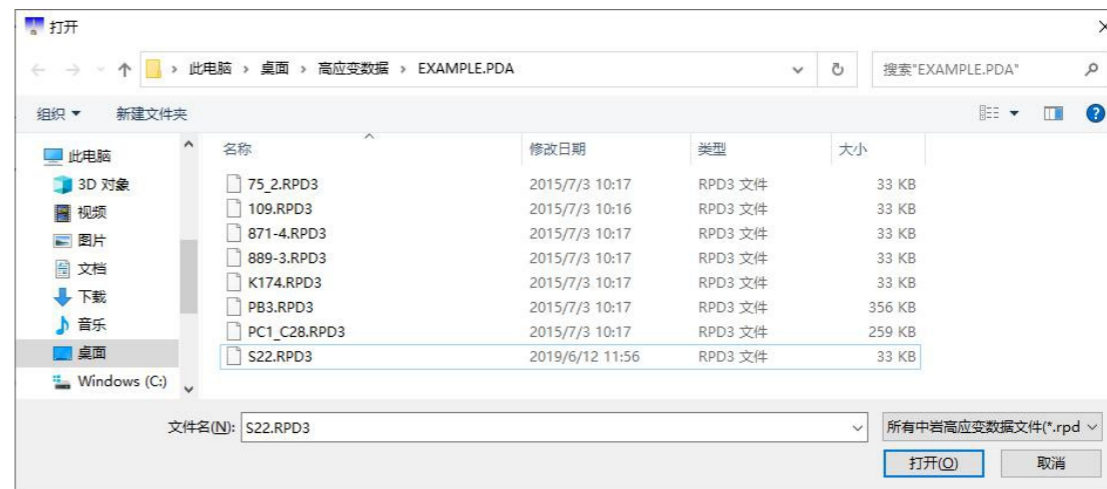 打开
此电脑 › 桌面 › 高应变数据 › EXAMPLE.PDA
搜索"EXAMPLE.PDA"
组织 新建文件夹
名称 修改日期 类型 大小
此电脑
3D 对象
视频
图片
文档
下载
音乐
桌面
Windows (C:)
75_2.RPD3 2015/7/3 10:17 RPD3 文件 33 KB
109.RPD3 2015/7/3 10:16 RPD3 文件 33 KB
871-4.RPD3 2015/7/3 10:17 RPD3 文件 33 KB
889-3.RPD3 2015/7/3 10:17 RPD3 文件 33 KB
K174.RPD3 2015/7/3 10:17 RPD3 文件 33 KB
PB3.RPD3 2015/7/3 10:17 RPD3 文件 356 KB
PC1_C28.RPD3 2015/7/3 10:17 RPD3 文件 259 KB
S22.RPD3 2019/6/12 11:56 RPD3 文件 33 KB
文件名(N): S22.RPD3
所有中岩高应变数据文件(*.rpd
打开(O) 取消